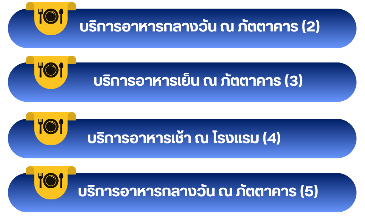 บริการอาหารกลางวัน ณ ภัตตาคาร (2)
บริการอาหารเย็น ณ ภัตตาคาร (3)
บริการอาหารเช้า ณ โรงแรม (4)
บริการอาหารกลางวัน ณ ภัตตาคาร (5)